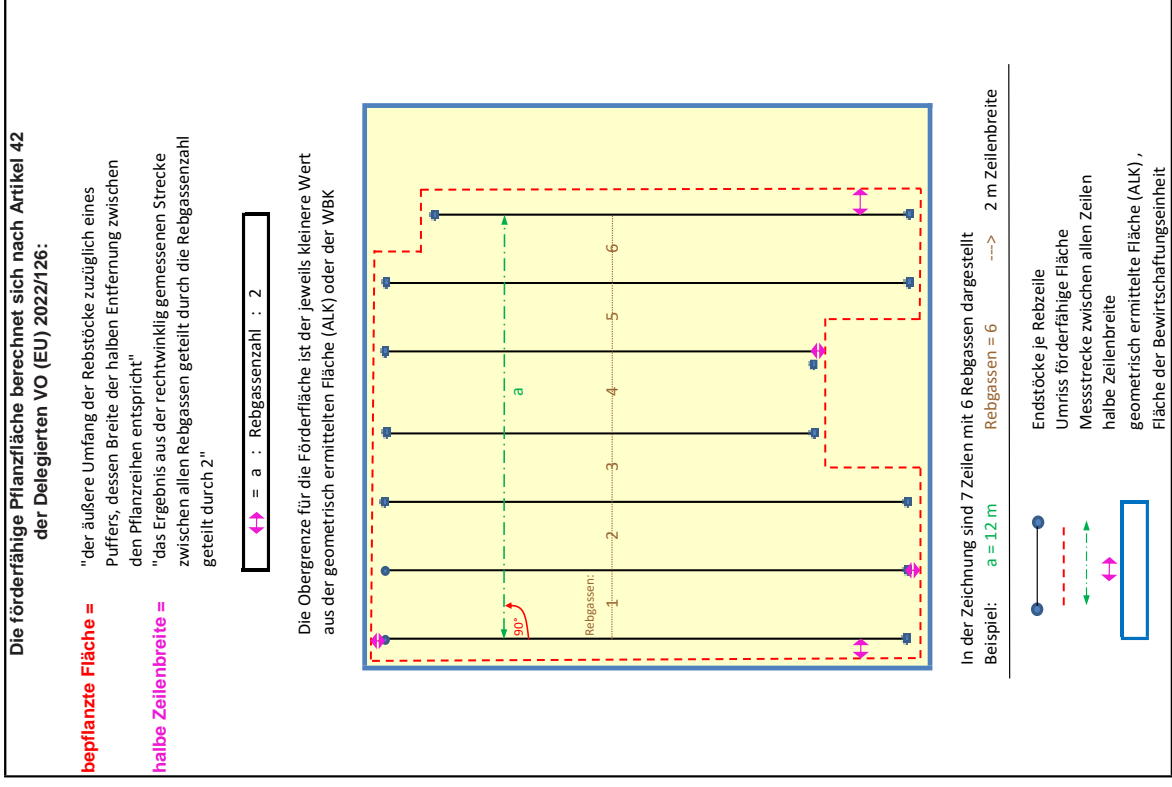 Die förderfähige Pflanzfläche berechnet sich nach Artikel 42
der Delegierten VO (EU) 2022/126:
bepflanzte Fläche = "der äußere Umfang der Rebstöcke zuzüglich eines
Puffers, dessen Breite der halben Entfernung zwischen
den Pflanzreihen entspricht"
halbe Zeilenbreite = "das Ergebnis aus der rechtwinklig gemessenen Strecke
zwischen allen Rebgassen geteilt durch die Rebgassenzahl
geteilt durch 2"
= a : Rebgassenzahl : 2
Die Obergrenze für die Förderfläche ist der jeweils kleinere Wert
aus der geometrisch ermittelten Fläche (ALK) oder der WBK
90°
a
Rebgassen:
1 2 3 4 5 6
In der Zeichnung sind 7 Zeilen mit 6 Rebgassen dargestellt
Beispiel: a = 12 m Rebgassen = 6 ---> 2 m Zeilenbreite
Endstöcke je Rebzeile
Umriss förderfähige Fläche
Messstrecke zwischen allen Zeilen
halbe Zeilenbreite
geometrisch ermittelte Fläche (ALK) ,
Fläche der Bewirtschaftungseinheit